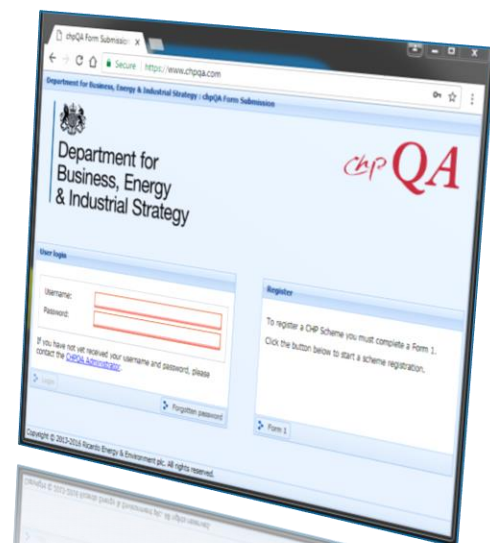 chpQA Form Submission X
Secure https://www.chpqa.com
Department for Business, Energy & Industrial Strategy : chpQA Form Submission
Department for
Business, Energy
& Industrial Strategy
chp QA
User login
Username:
Password:
If you have not yet received your username and password, please
contact the CHPQA Administrator.
Login
Forgotten password
Register
To register a CHP Scheme you must complete a Form 1.
Click the button below to start a scheme registration.
Form 1
Copyright © 2013-2016 Ricardo Energy & Environment plc. All rights reserved.